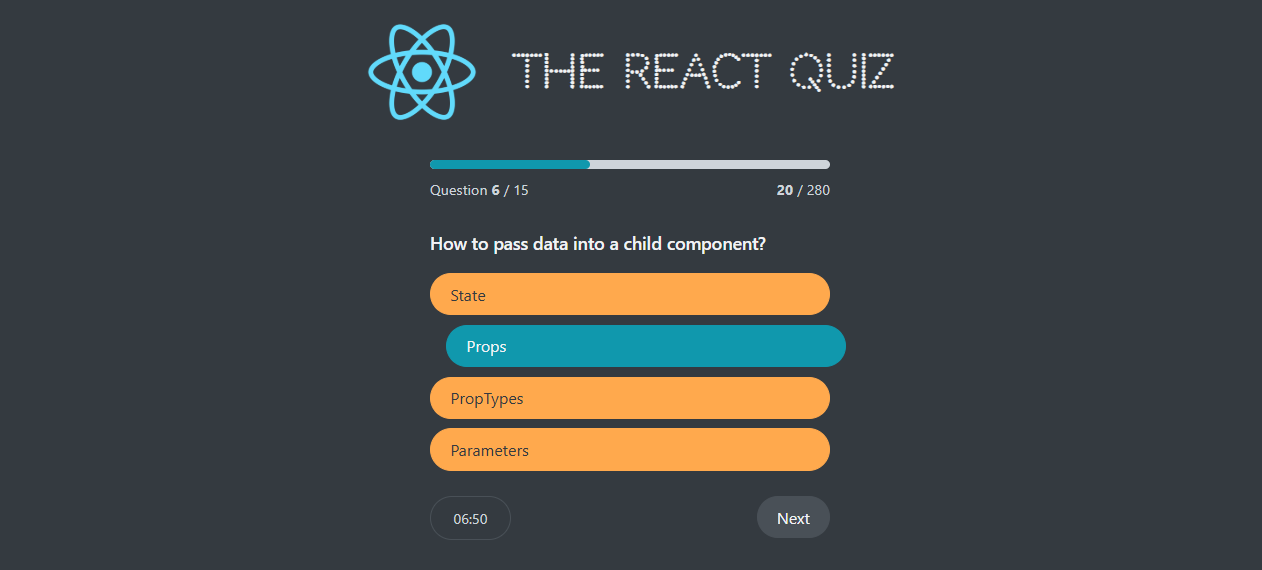 THE REACT QUIZ
Question 6 / 15
20 / 280
How to pass data into a child component?
State
Props
PropTypes
Parameters
06:50
Next